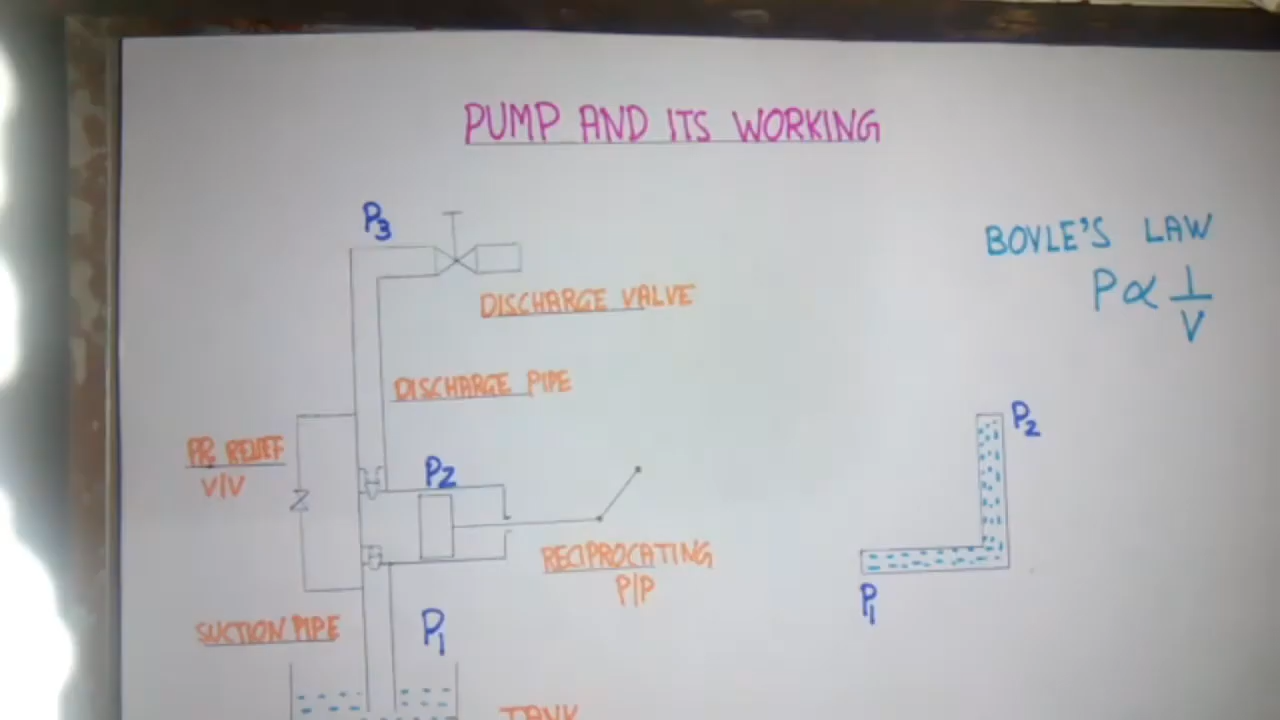 PUMP AND ITS WORKING
P3
BOYLE'S LAW
P ∝ 1/V
DISCHARGE VALVE
DISCHARGE PIPE
P2
PR RELIEF
V/V
P2
RECIPROCATING
P/P
P1
SUCTION PIPE
P1
TANK